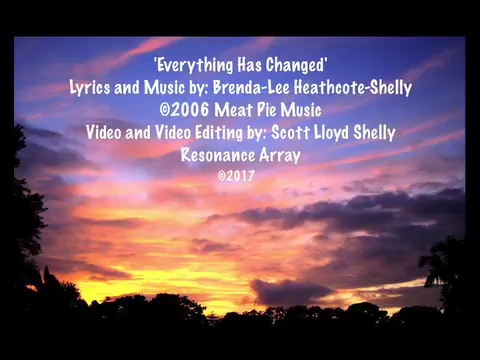 'Everything Has Changed'
Lyrics and Music by: Brenda-Lee Heathcote-Shelly
©2006 Meat Pie Music
Video and Video Editing by: Scott Lloyd Shelly
Resonance Array
©2017